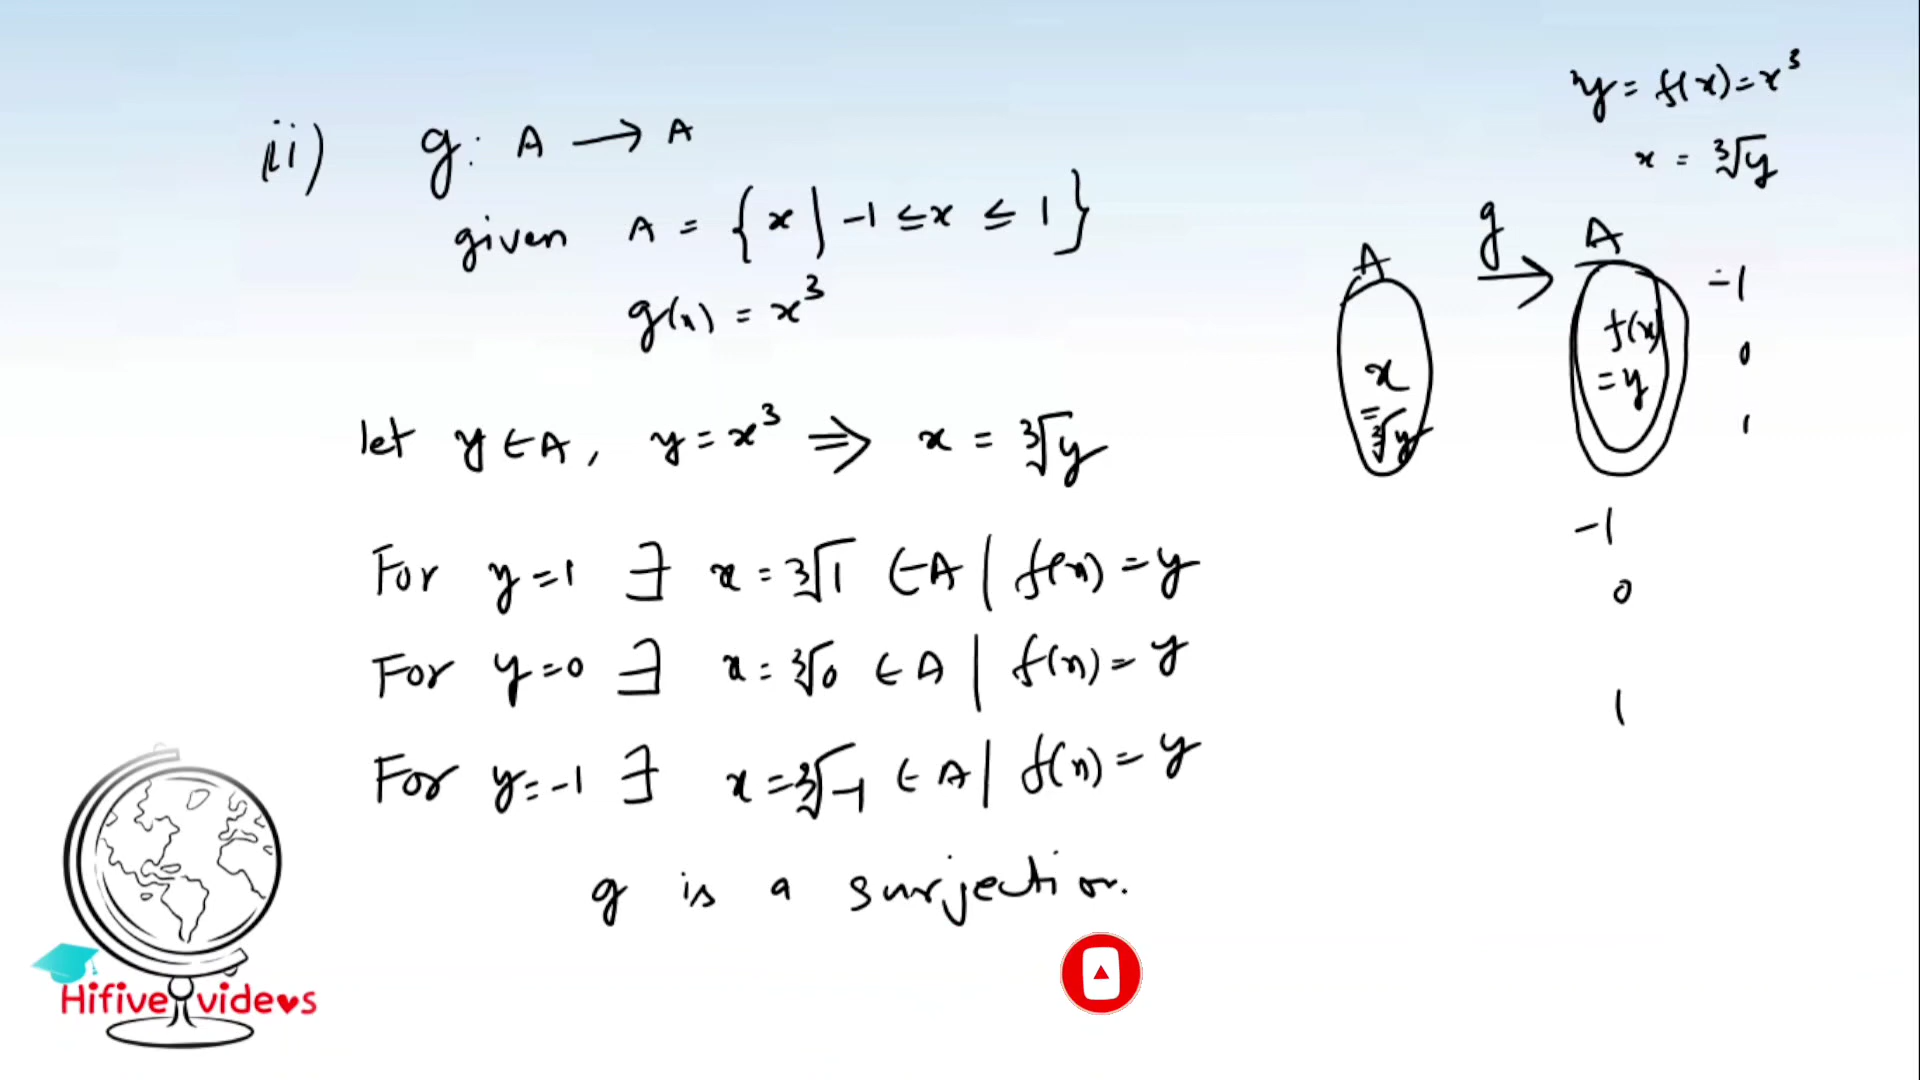 ii) g: A → A
given A = {x | -1 ≤ x ≤ 1}
g(x) = x³
let y ∈ A, y = x³ ⇒ x = ∛y
For y=1 ∃ x = ∛1 ∈ A | f(x) = y
For y=0 ∃ x = ∛0 ∈ A | f(x) = y
For y=-1 ∃ x = ∛-1 ∈ A | f(x) = y
g is a surjection.
y = f(x) = x³
x = ∛y
g
A A
x
= ∛y
f(x)
= y
-1
0
1
-1
0
1
Hifive videos